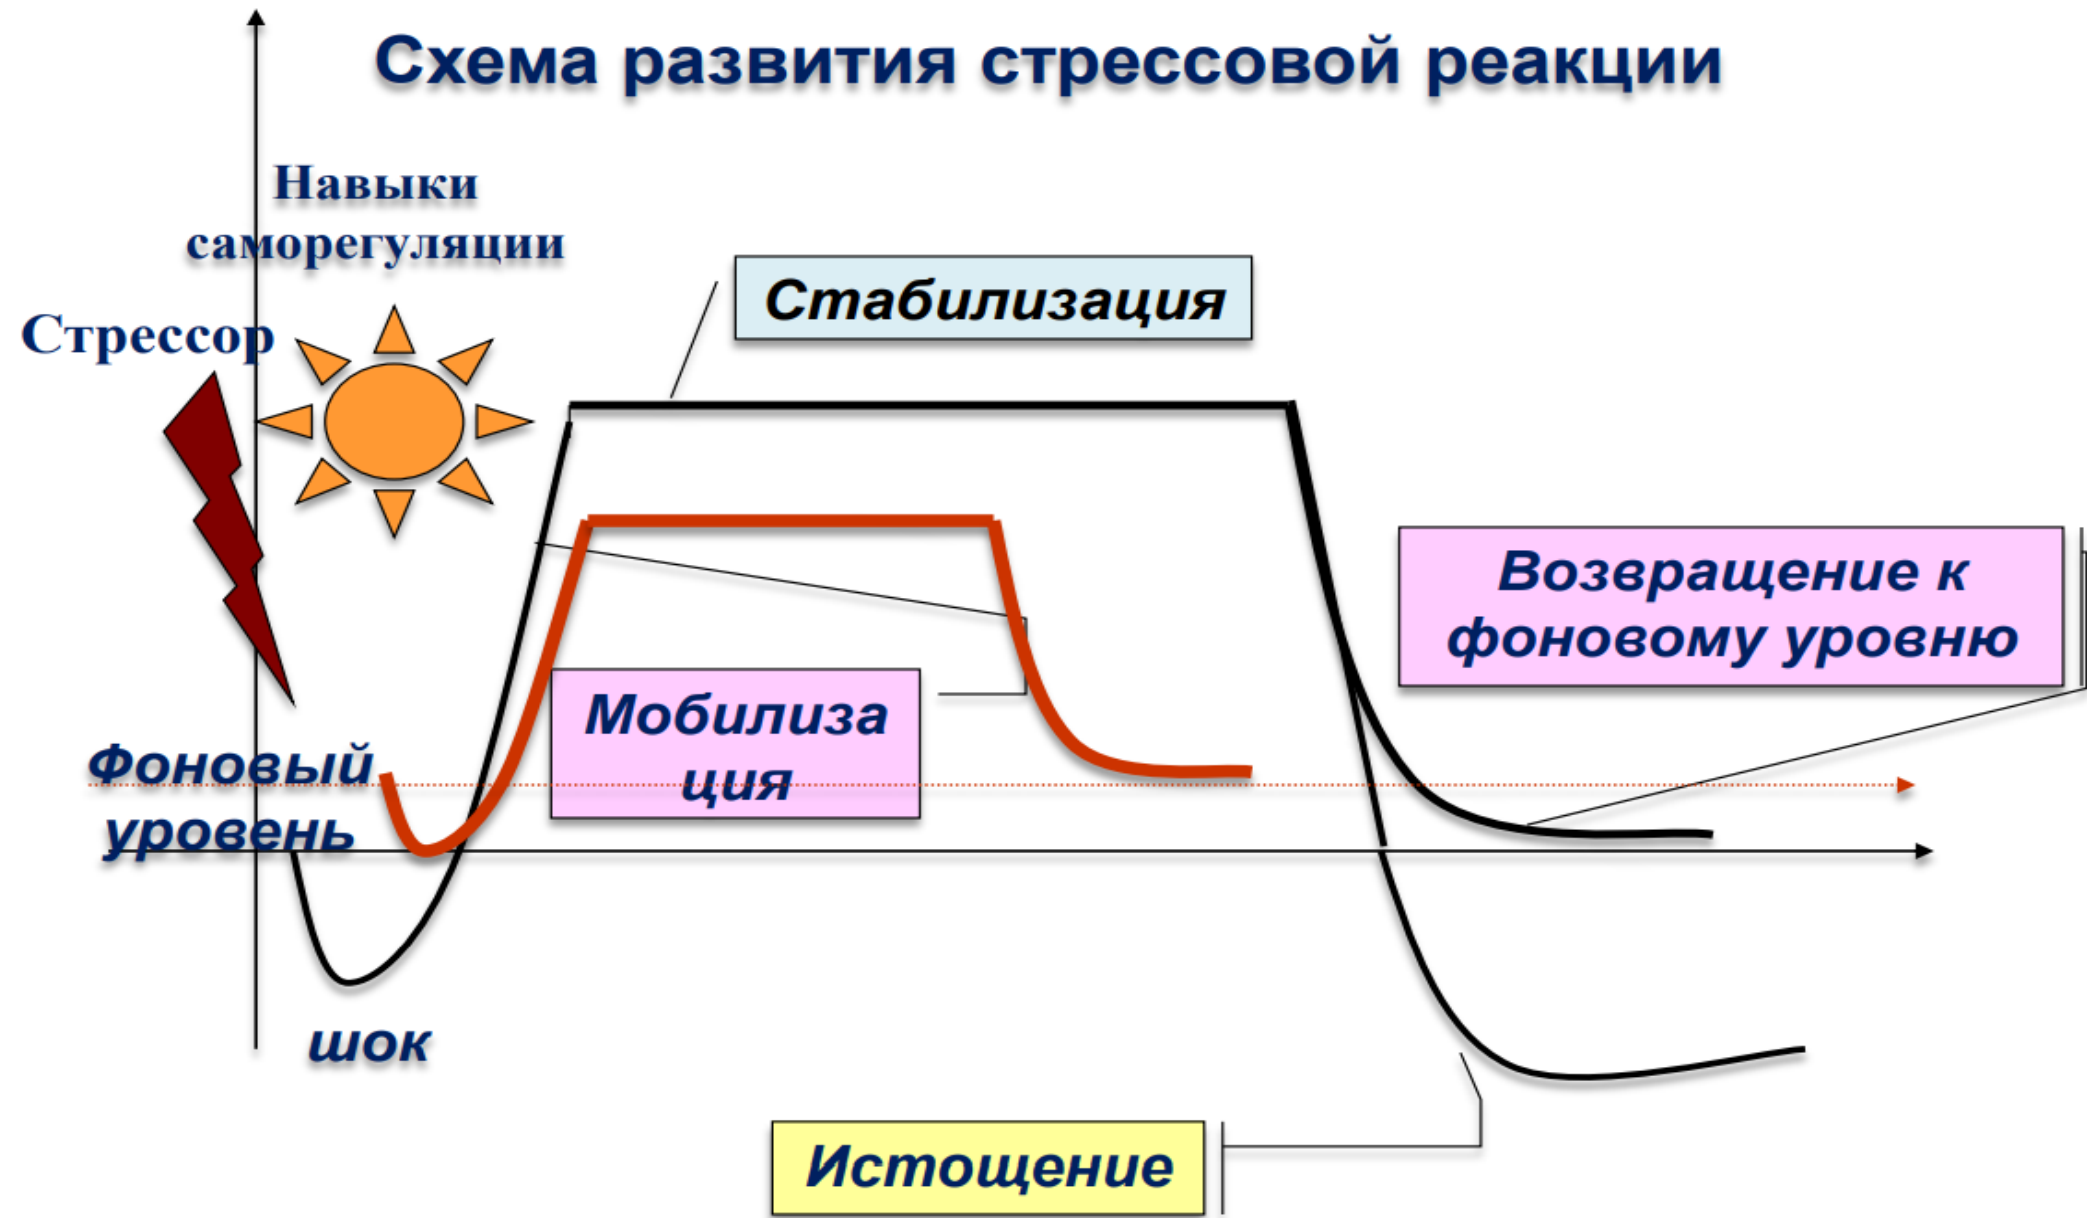 Схема развития стрессовой реакции
Навыки
саморегуляции
Стрессор
Стабилизация
Возвращение к
фоновому уровню
Мобилиза
ция
Фоновый
уровень
шок
Истощение